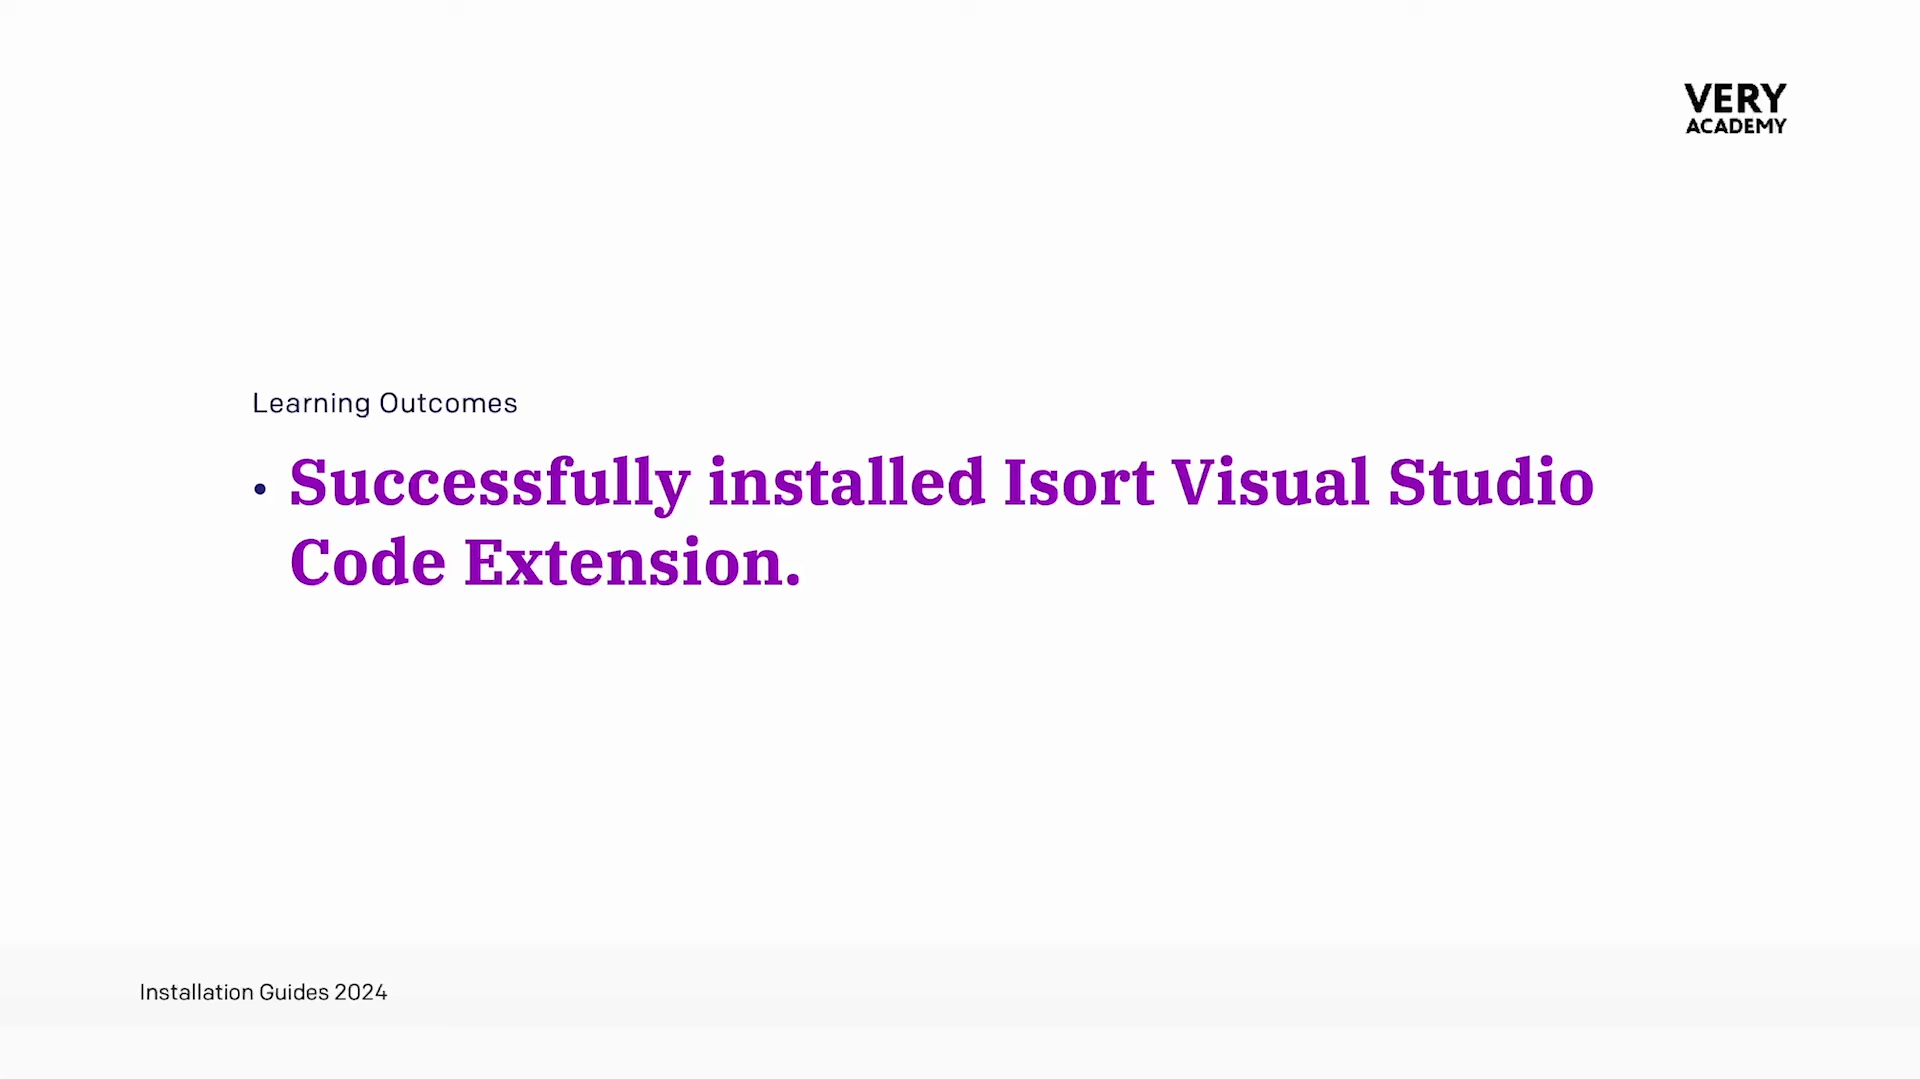 VERY
ACADEMY
Learning Outcomes
• Successfully installed Isort Visual Studio
Code Extension.
Installation Guides 2024